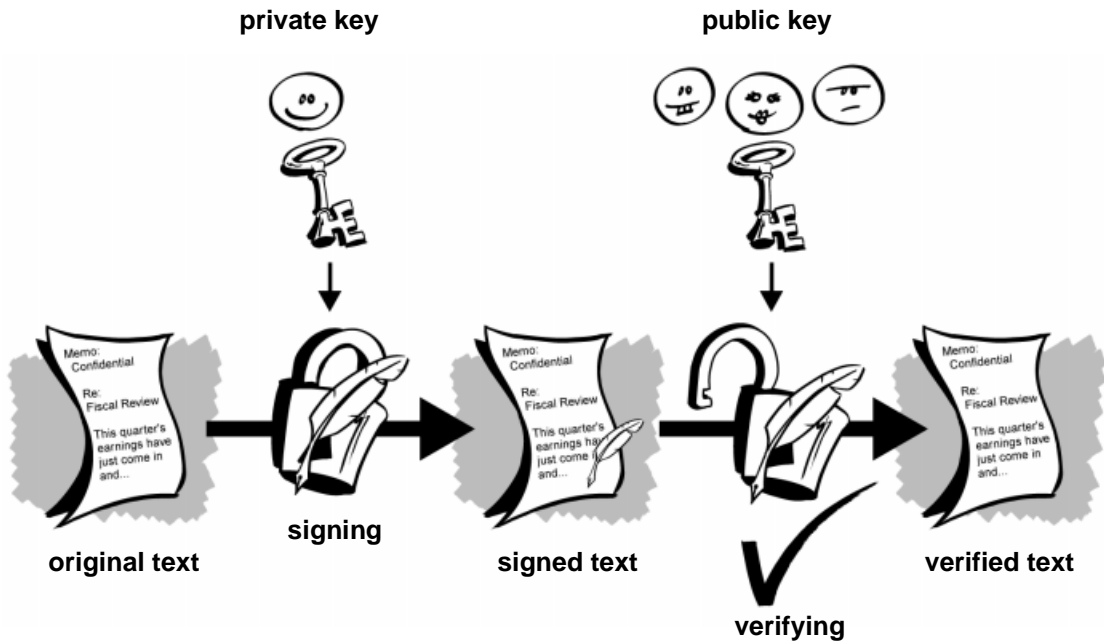 private key
public key
Memo:
Confidential
Re:
Fiscal Review
This quarter's
earnings have
just come in
and...
Memo:
Confidential
Re:
Fiscal Review
This quarter's
earnings have
just come
and...
Memo:
Confidential
Re:
Fiscal Review
This quarter's
earnings have
just come in
and...
original text
signing
signed text
verifying
verified text